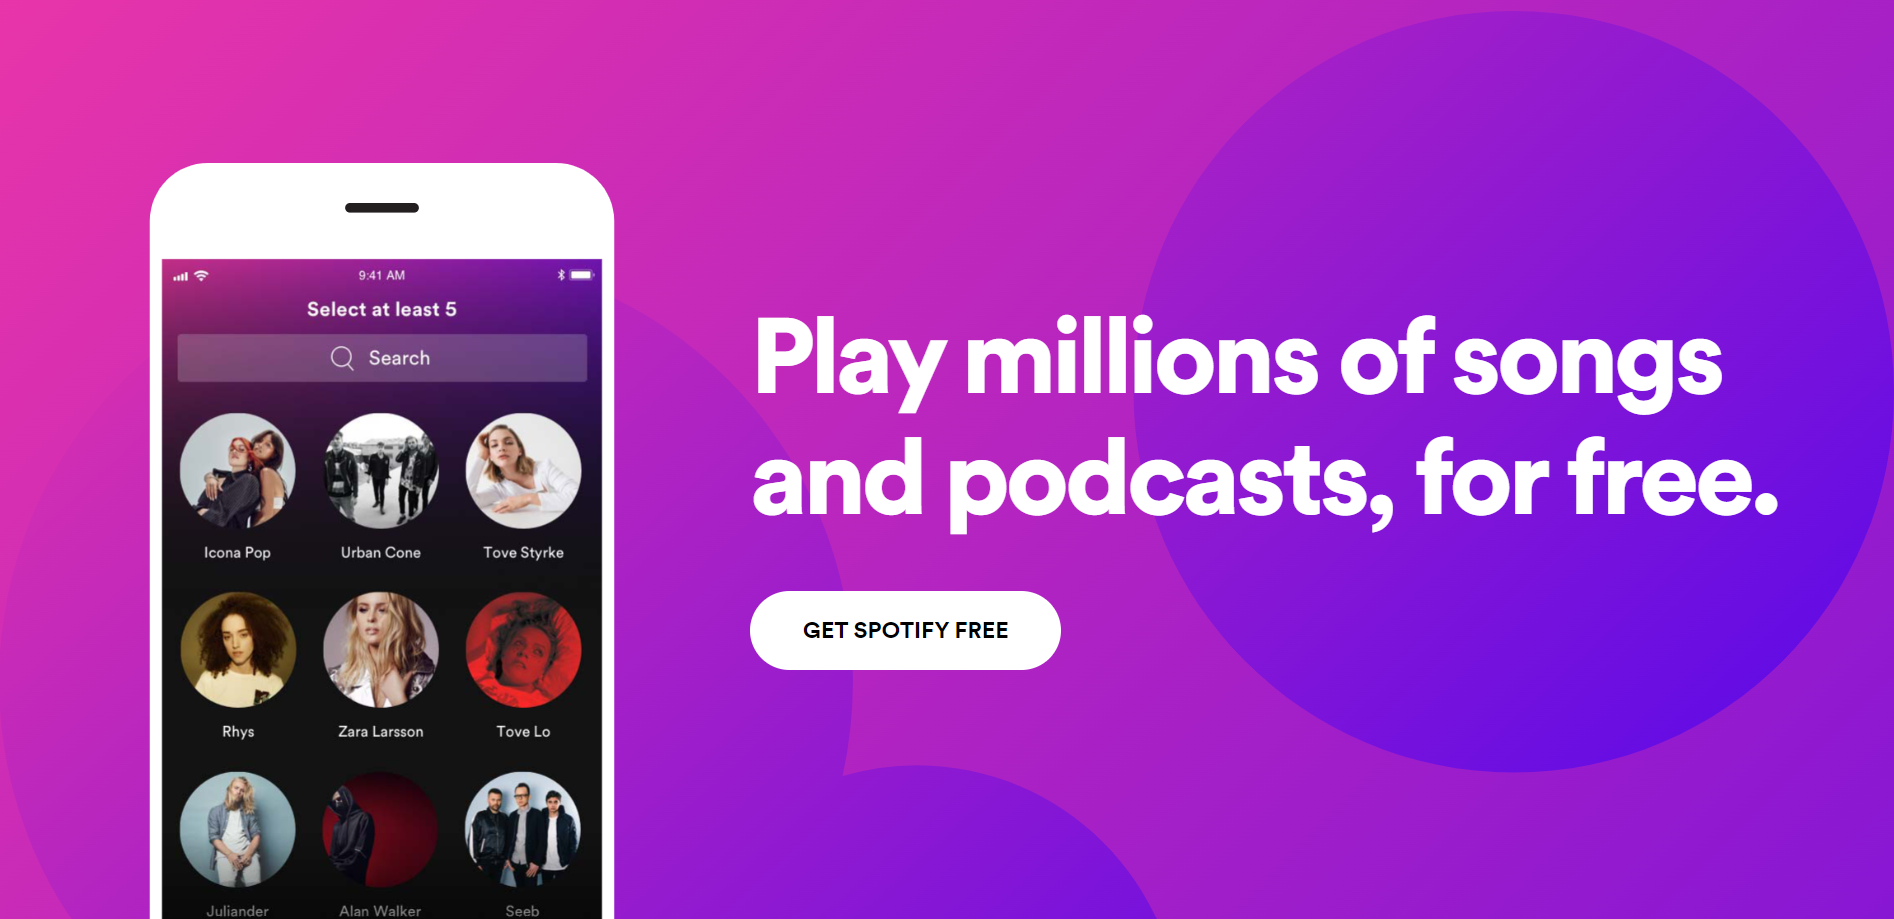 9:41 AM
Select at least 5
Search
Icona Pop
Urban Cone
Tove Styrke
Rhys
Zara Larsson
Tove Lo
Juliander
Alan Walker
Seeb
Play millions of songs
and podcasts, for free.
GET SPOTIFY FREE